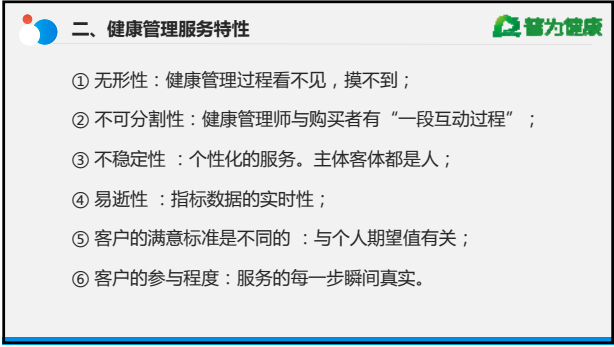 二、健康管理服务特性
普为健康
① 无形性：健康管理过程看不见，摸不到；
② 不可分割性：健康管理师与购买者有“一段互动过程”；
③ 不稳定性 ：个性化的服务。主体客体都是人；
④ 易逝性 ：指标数据的实时性；
⑤ 客户的满意标准是不同的 ：与个人期望值有关；
⑥ 客户的参与程度：服务的每一步瞬间真实。